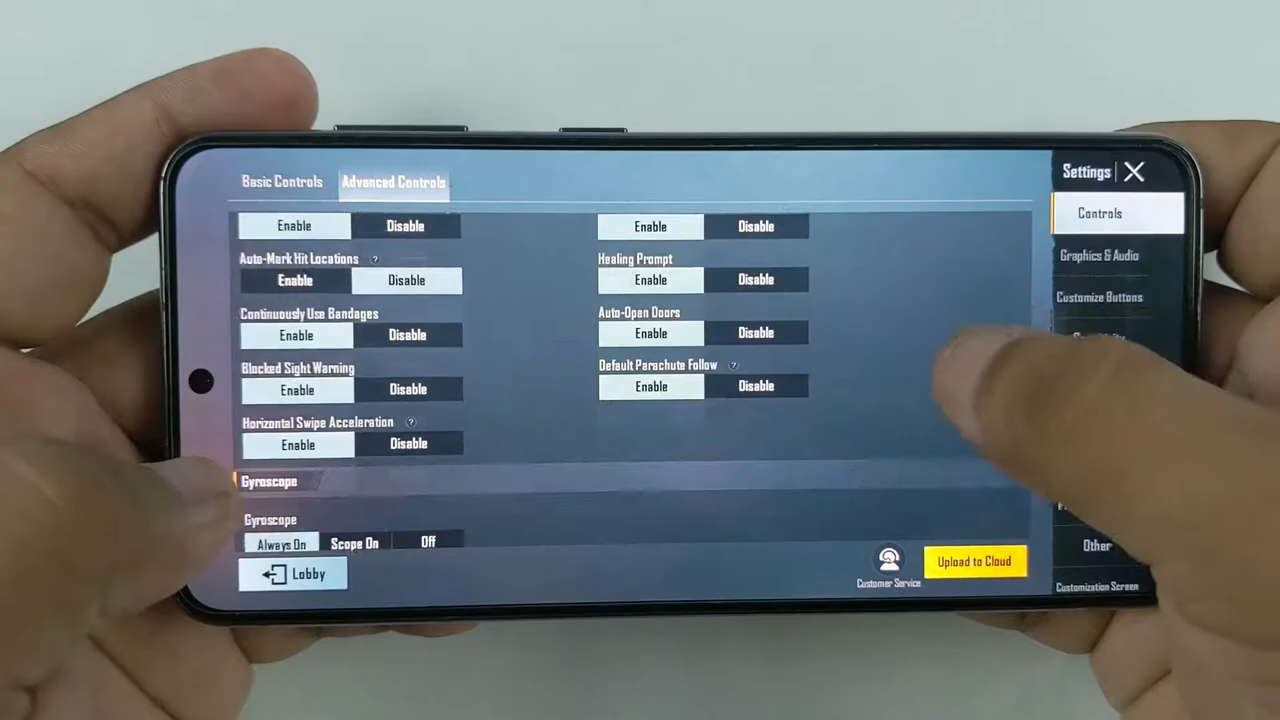 Basic Controls Advanced Controls
Settings
Controls
Graphics & Audio
Customize Buttons
Other
Customization Screen
Enable Disable
Enable Disable
Auto-Mark Hit Locations ?
Enable Disable
Healing Prompt
Enable Disable
Continuously Use Bandages
Enable Disable
Auto-Open Doors
Enable Disable
Blocked Sight Warning
Enable Disable
Default Parachute Follow ?
Enable Disable
Horizontal Swipe Acceleration ?
Enable Disable
Gyroscope
Gyroscope
Always On Scope On Off
Lobby
Customer Service
Upload to Cloud